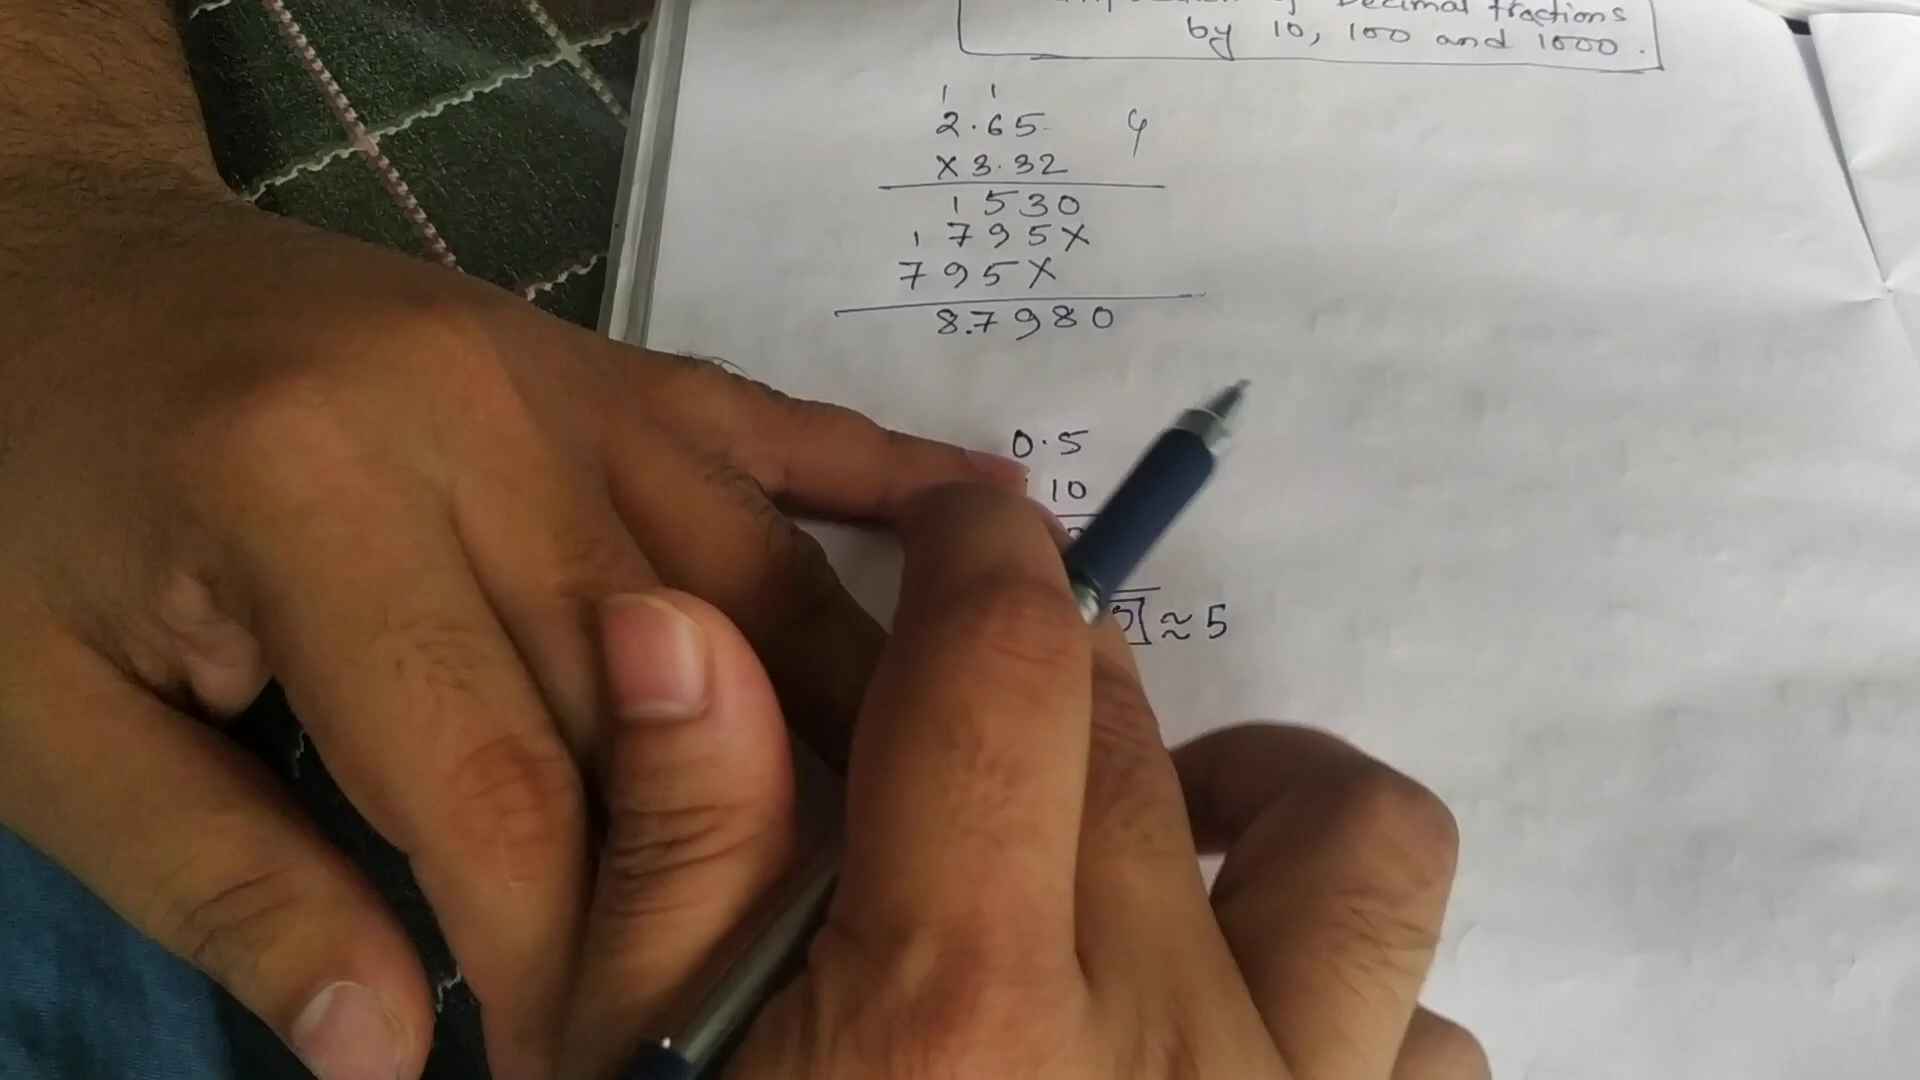 Decimal fractions
by 10, 100 and 1000.
1 1
2.65 4
X 3.32
1530
1795X
795X
8.7980
0.5
10
≈ 5